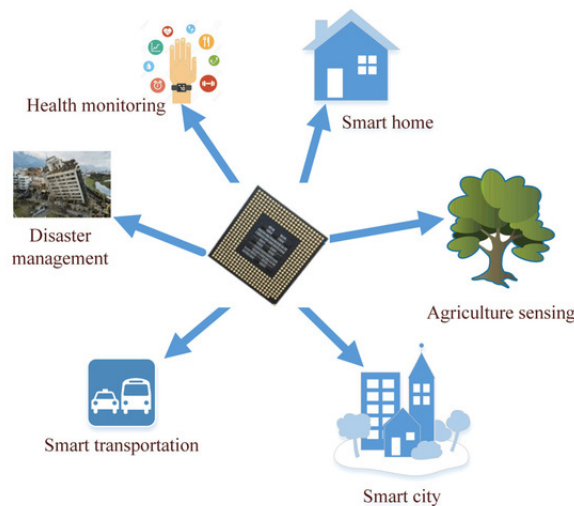 Health monitoring
Smart home
Disaster
management
Agriculture sensing
Smart transportation
Smart city